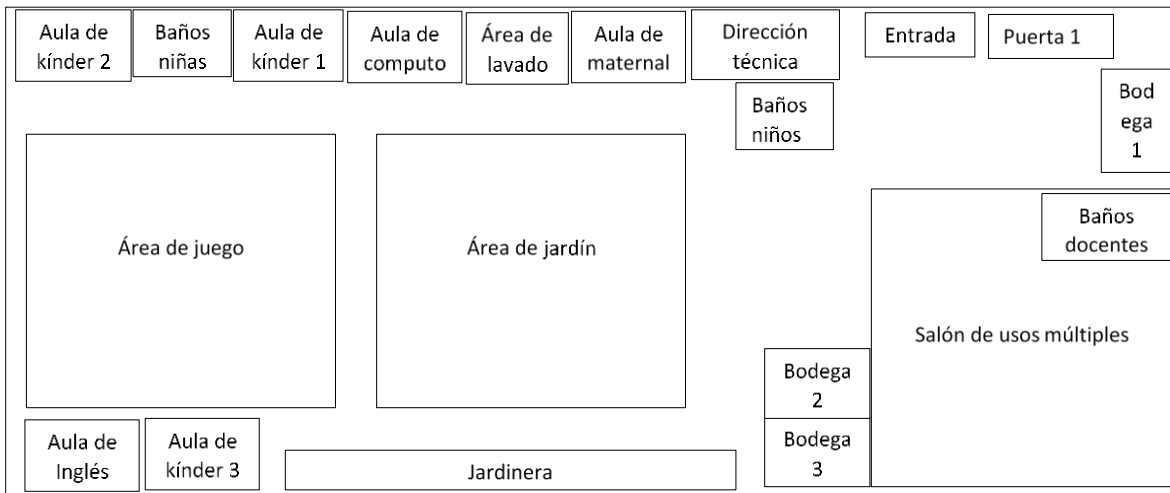 Aula de
kínder 2
Baños
niñas
Aula de
kínder 1
Aula de
computo
Área de
lavado
Aula de
maternal
Dirección
técnica
Entrada
Puerta 1
Bod
ega
1
Baños
niños
Área de juego
Área de jardín
Baños
docentes
Salón de usos múltiples
Bodega
2
Bodega
3
Aula de
Inglés
Aula de
kínder 3
Jardinera